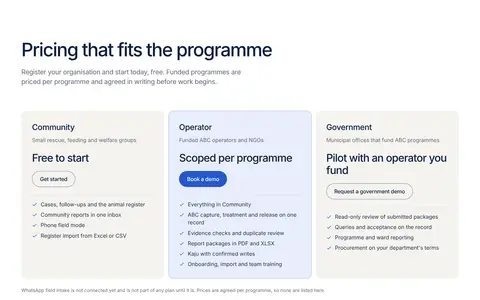 Pricing that fits the programme
Register your organisation and start today, free. Funded programmes are
priced per programme and agreed in writing before work begins.
Community
Small rescue, feeding and welfare groups
Free to start
Get started
Cases, follow-ups and the animal register
Community reports in one inbox
Phone field mode
Register import from Excel or CSV
Operator
Funded ABC operators and NGOs
Scoped per programme
Book a demo
Everything in Community
ABC capture, treatment and release on one
record
Evidence checks and duplicate review
Report packages in PDF and XLSX
Kaju with confirmed writes
Onboarding, import and team training
Government
Municipal offices that fund ABC programmes
Pilot with an operator you
fund
Request a government demo
Read-only review of submitted packages
Queries and acceptance on the record
Programme and ward reporting
Procurement on your department's terms
WhatsApp field intake is not connected yet and is not part of any plan until it is. Prices are agreed per programme, so none are listed here.